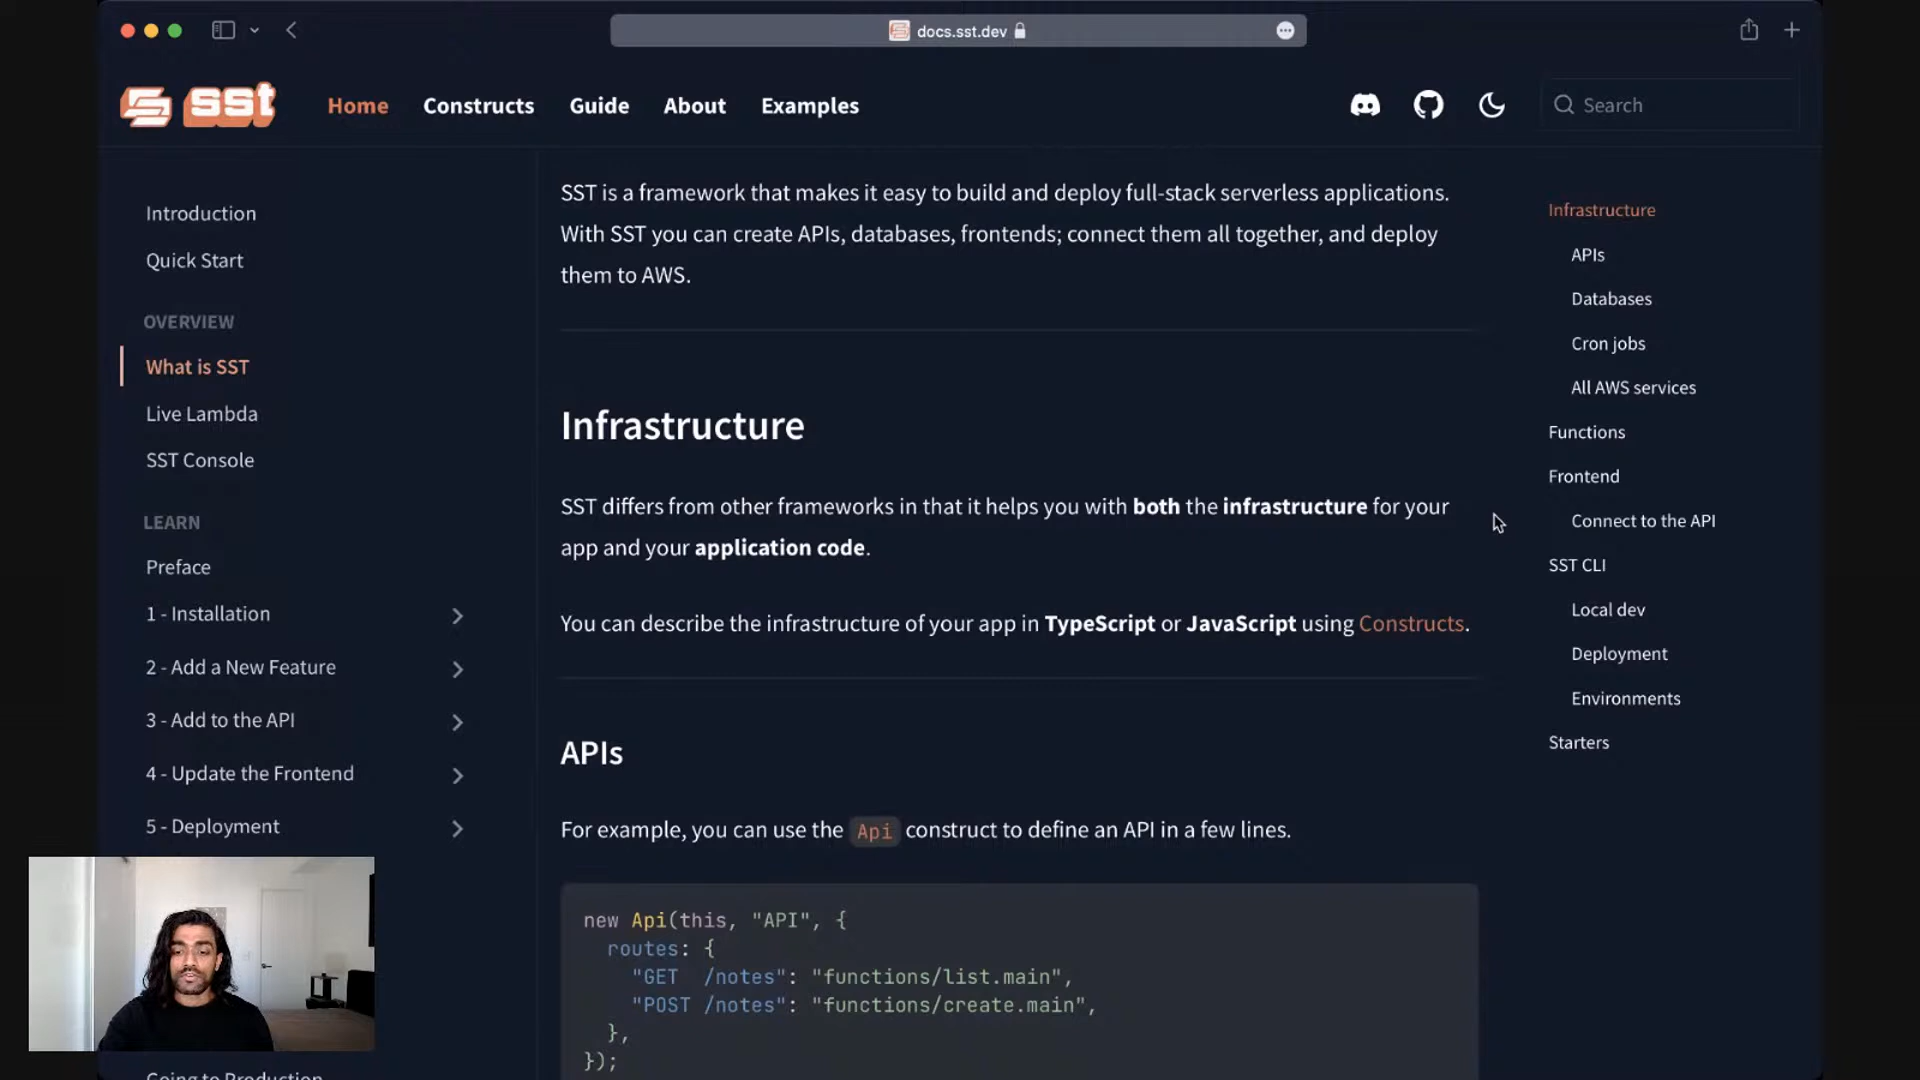 docs.sst.dev
sst
Home
Constructs
Guide
About
Examples
Search
Introduction
Quick Start
OVERVIEW
What is SST
Live Lambda
SST Console
LEARN
Preface
1 - Installation
2 - Add a New Feature
3 - Add to the API
4 - Update the Frontend
5 - Deployment
Going to Production
SST is a framework that makes it easy to build and deploy full-stack serverless applications.
With SST you can create APIs, databases, frontends; connect them all together, and deploy
them to AWS.
Infrastructure
SST differs from other frameworks in that it helps you with both the infrastructure for your
app and your application code.
You can describe the infrastructure of your app in TypeScript or JavaScript using Constructs.
APIs
For example, you can use the Api construct to define an API in a few lines.
new Api(this, "API", {
  routes: {
    "GET  /notes": "functions/list.main",
    "POST /notes": "functions/create.main",
  },
});
Infrastructure
APIs
Databases
Cron jobs
All AWS services
Functions
Frontend
Connect to the API
SST CLI
Local dev
Deployment
Environments
Starters